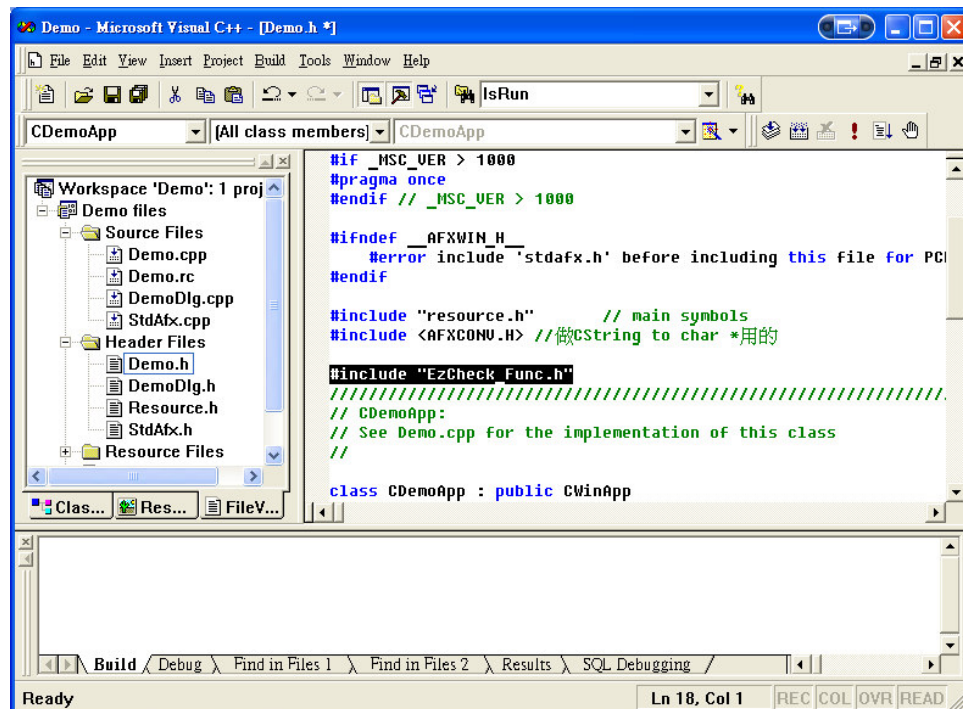 Demo - Microsoft Visual C++ - [Demo.h *]
File Edit View Insert Project Build Tools Window Help
IsRun
CDemoApp [All class members] CDemoApp
Workspace 'Demo': 1 proj
Demo files
Source Files
Demo.cpp
Demo.rc
DemoDlg.cpp
StdAfx.cpp
Header Files
Demo.h
DemoDlg.h
Resource.h
StdAfx.h
Resource Files
Clas... Res... FileV...
#if _MSC_VER > 1000
#pragma once
#endif // _MSC_VER > 1000
#ifndef __AFXWIN_H__
#error include 'stdafx.h' before including this file for PC
#endif
#include "resource.h" // main symbols
#include <AFXCONV.H> //做CString to char *用的
#include "EzCheck_Func.h"
/////////////////////////////////////////////////////////////////////////////
// CDemoApp:
// See Demo.cpp for the implementation of this class
//
class CDemoApp : public CWinApp
Build Debug Find in Files 1 Find in Files 2 Results SQL Debugging
Ready Ln 18, Col 1 REC COL OVR READ